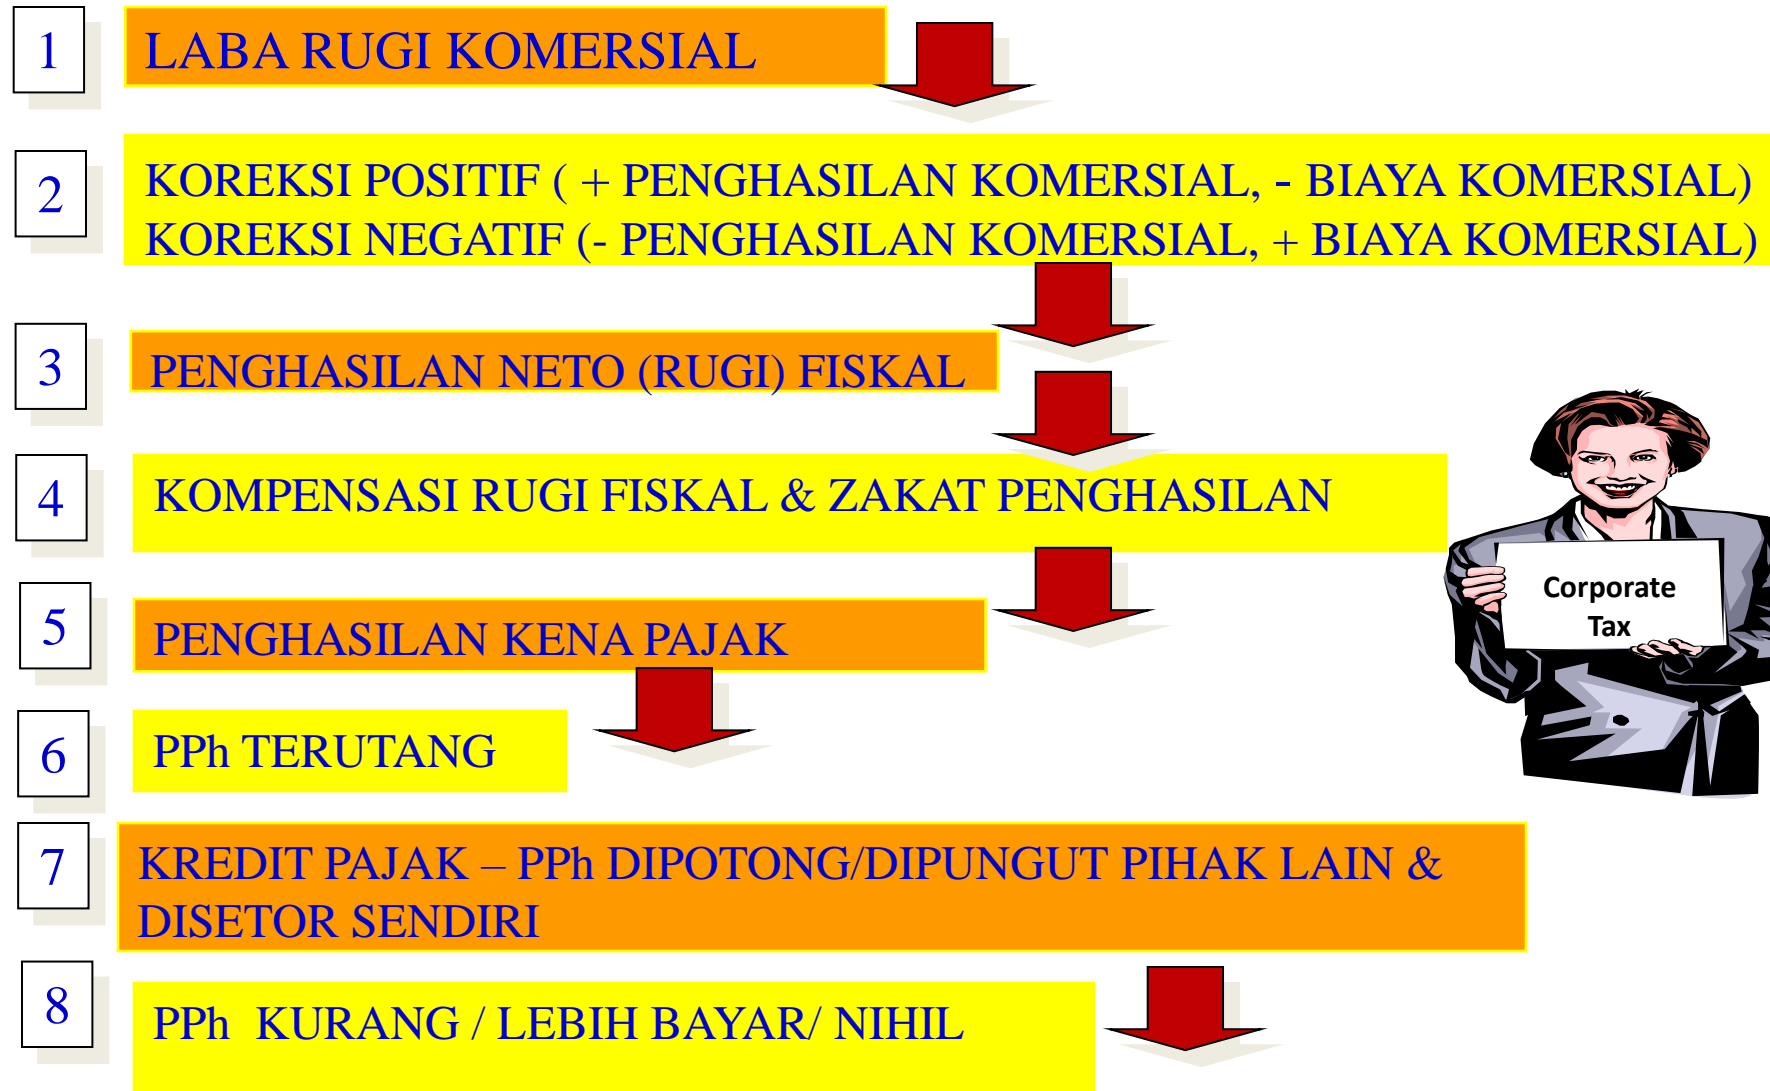 1
LABA RUGI KOMERSIAL
2
KOREKSI POSITIF ( + PENGHASILAN KOMERSIAL, - BIAYA KOMERSIAL)
KOREKSI NEGATIF (- PENGHASILAN KOMERSIAL, + BIAYA KOMERSIAL)
3
PENGHASILAN NETO (RUGI) FISKAL
4
KOMPENSASI RUGI FISKAL & ZAKAT PENGHASILAN
Corporate
Tax
5
PENGHASILAN KENA PAJAK
6
PPh TERUTANG
7
KREDIT PAJAK – PPh DIPOTONG/DIPUNGUT PIHAK LAIN &
DISETOR SENDIRI
8
PPh  KURANG / LEBIH BAYAR/ NIHIL